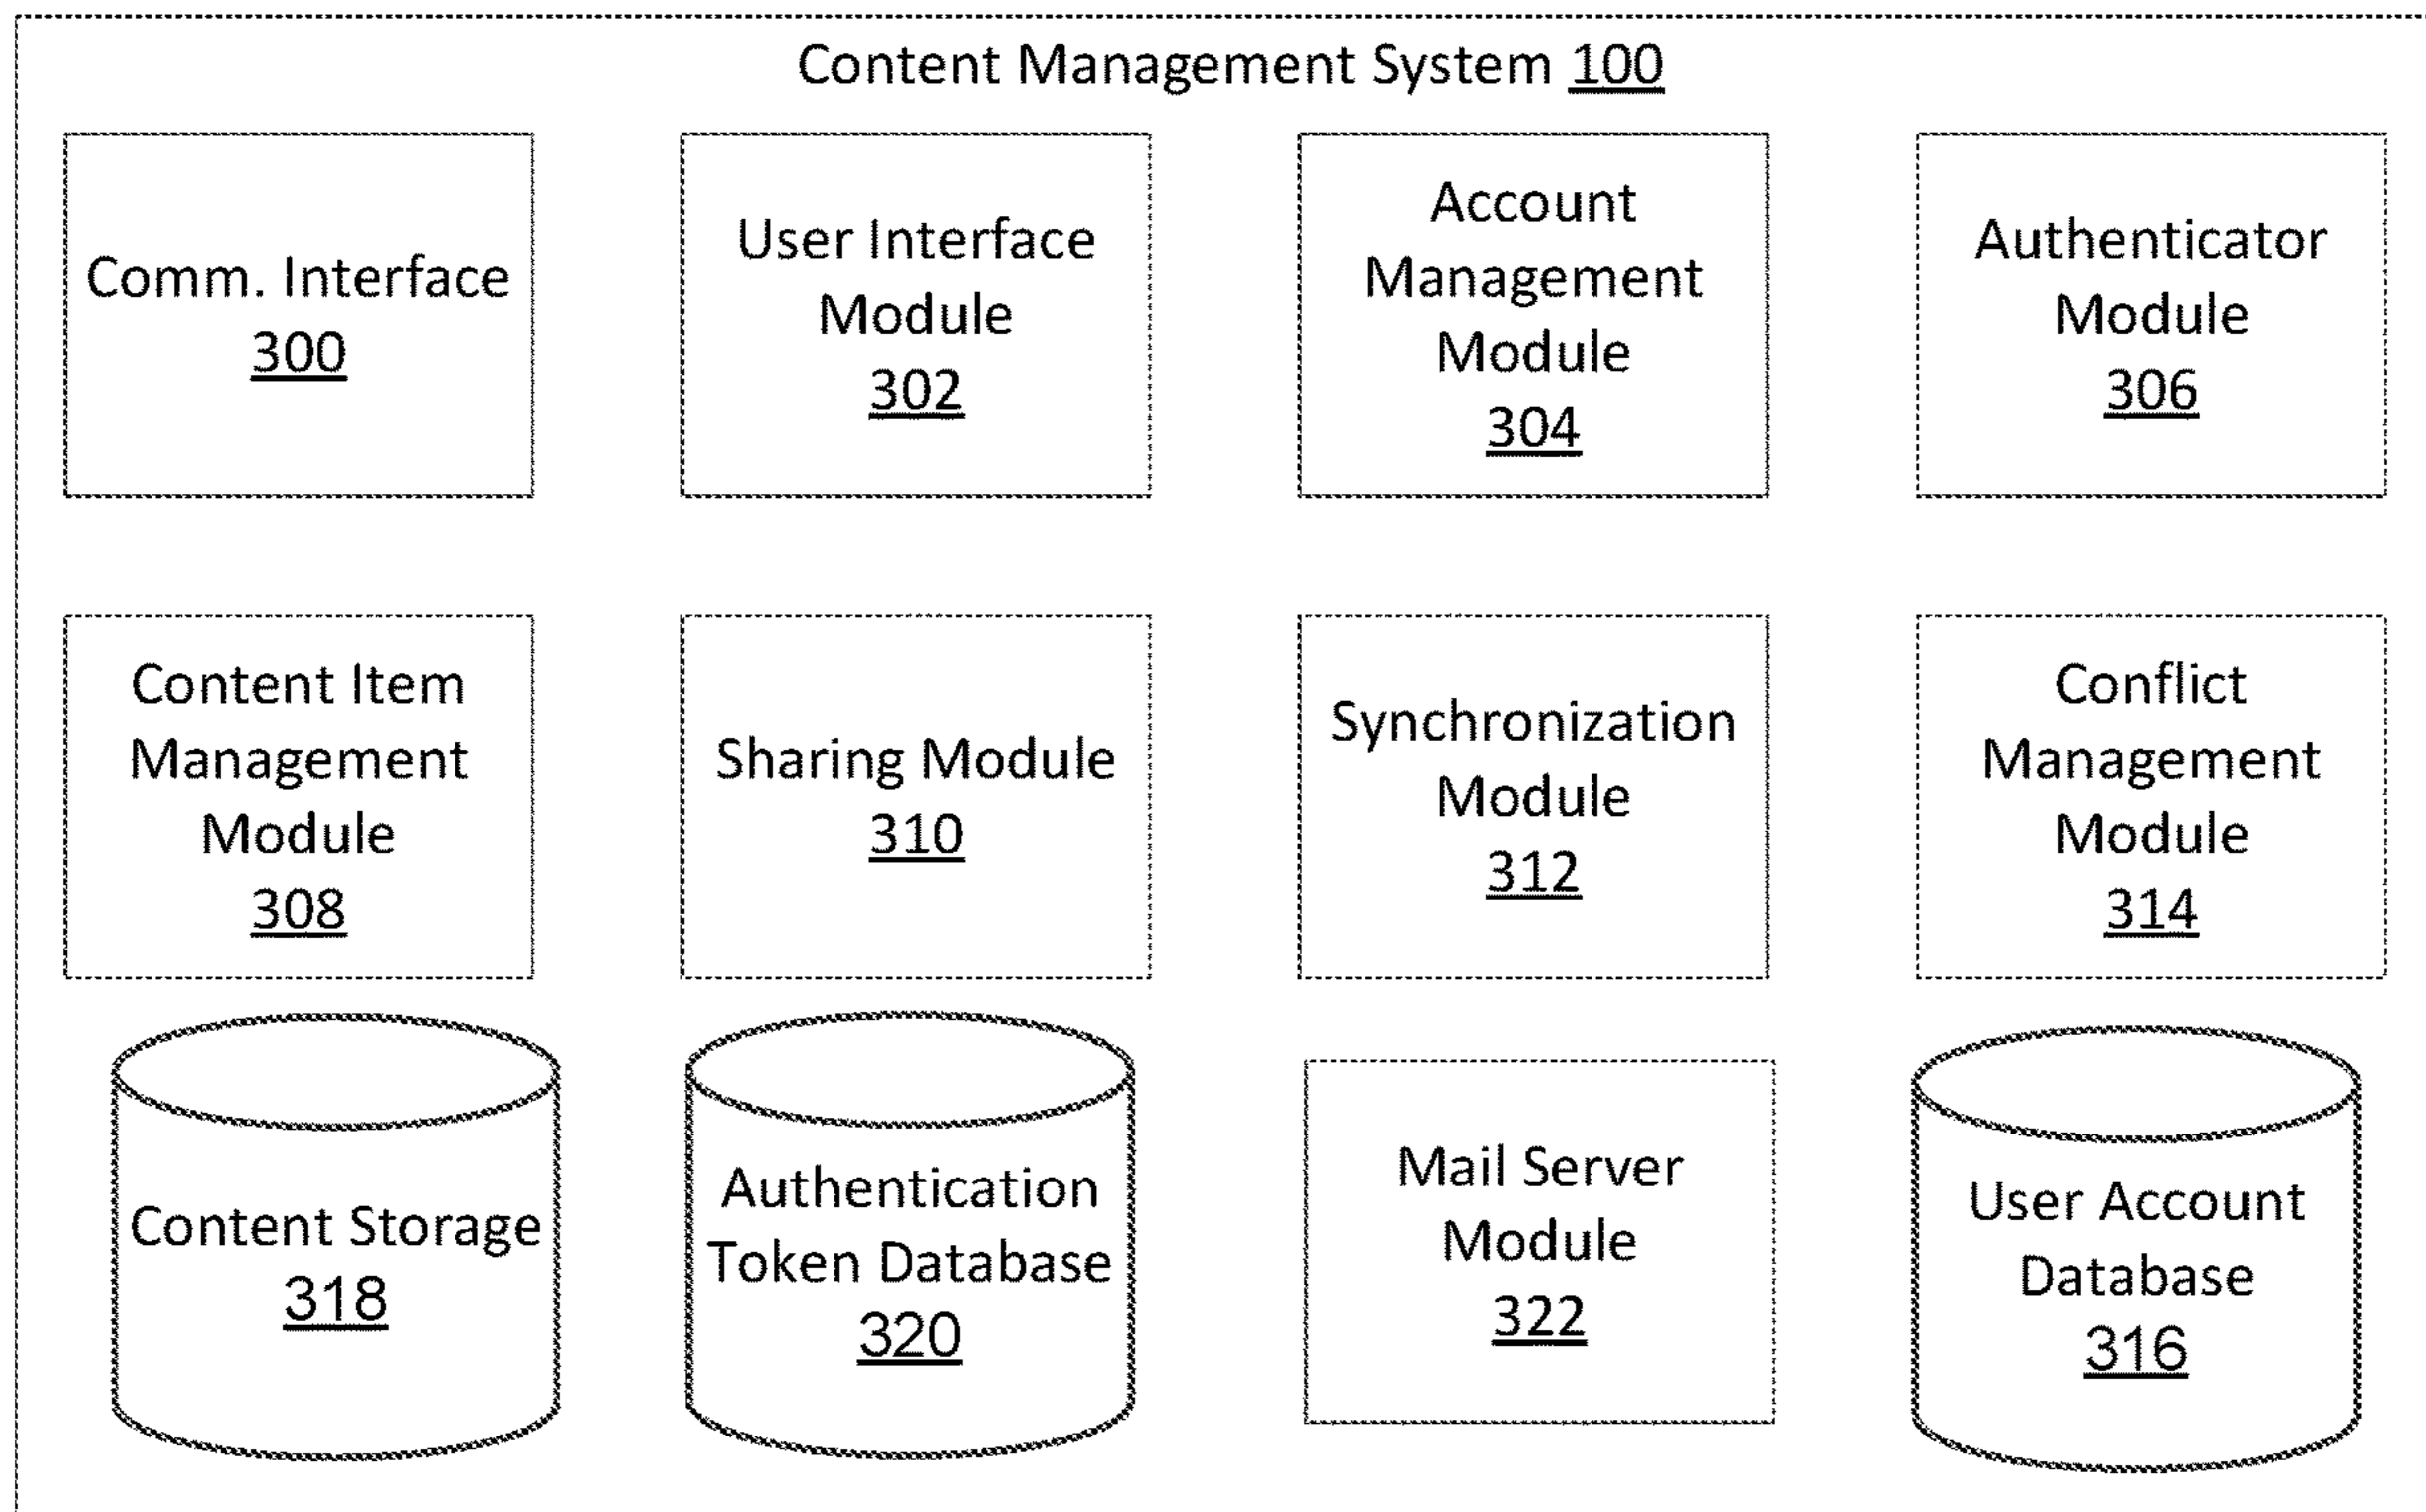 Content Management System 100
Comm. Interface
300
User Interface
Module
302
Account
Management
Module
304
Authenticator
Module
306
Content Item
Management
Module
308
Sharing Module
310
Synchronization
Module
312
Conflict
Management
Module
314
Content Storage
318
Authentication
Token Database
320
Mail Server
Module
322
User Account
Database
316